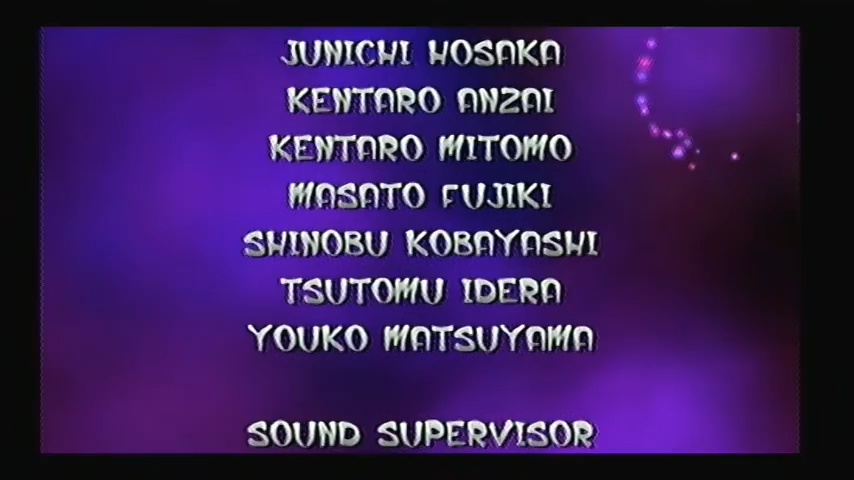 JUNICHI HOSAKA
KENTARO ANZAI
KENTARO MITOMO
MASATO FUJIKI
SHINOBU KOBAYASHI
TSUTOMU IDERA
YOUKO MATSUYAMA
SOUND SUPERVISOR